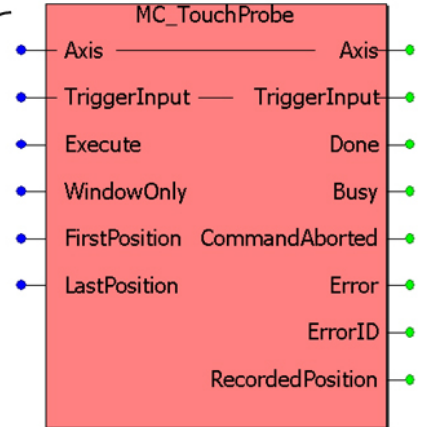 MC_TouchProbe
Axis Axis
TriggerInput TriggerInput
Execute Done
WindowOnly Busy
FirstPosition CommandAborted
LastPosition Error
ErrorID
RecordedPosition